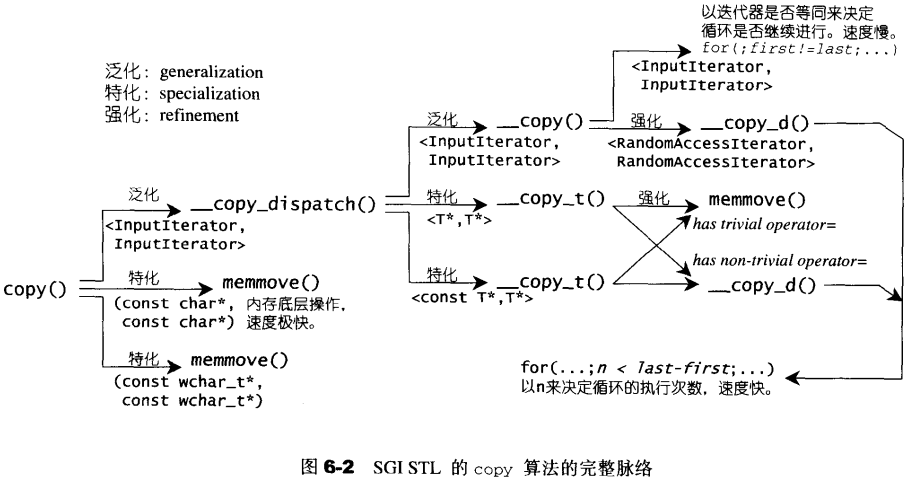 以迭代器是否等同来决定
循环是否继续进行。速度慢。
for(;first!=last;...)
<InputIterator,
InputIterator>
泛化: generalization
特化: specialization
强化: refinement
泛化
__copy()
强化
__copy_d()
<InputIterator,
InputIterator>
<RandomAccessIterator,
RandomAccessIterator>
泛化
__copy_dispatch()
<InputIterator,
InputIterator>
特化
__copy_t()
<T*,T*>
强化
memmove()
has trivial operator=
has non-trivial operator=
特化
__copy_t()
<const T*,T*>
__copy_d()
copy()
特化
memmove()
(const char*, 内存底层操作,
const char*) 速度极快。
特化
memmove()
(const wchar_t*,
const wchar_t*)
for(...;n < last-first;...)
以n来决定循环的执行次数, 速度快。
图 6-2 SGI STL 的 copy 算法的完整脉络